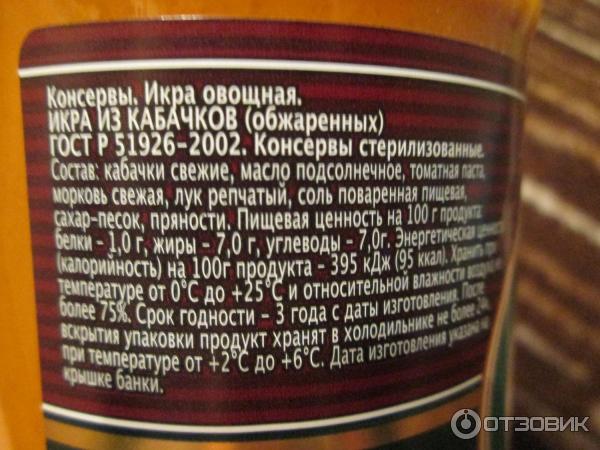 Консервы. Икра овощная.
ИКРА ИЗ КАБАЧКОВ (обжаренных)
ГОСТ Р 51926-2002. Консервы стерилизованные.
Состав: кабачки свежие, масло подсолнечное, томатная паста,
морковь свежая, лук репчатый, соль поваренная пищевая,
сахар-песок, пряности. Пищевая ценность на 100 г продукта:
белки – 1,0 г, жиры – 7,0 г, углеводы – 7,0г. Энергетическая
(калорийность) на 100г продукта – 395 кДж (95 ккал). Хранить при
температуре от 0°С до +25°С и относительной влажности воздуха не
более 75%. Срок годности – 3 года с даты изготовления. После
вскрытия упаковки продукт хранят в холодильнике не более
при температуре от +2°С до +6°С. Дата изготовления указана на
крышке банки.
ОТЗОВИК